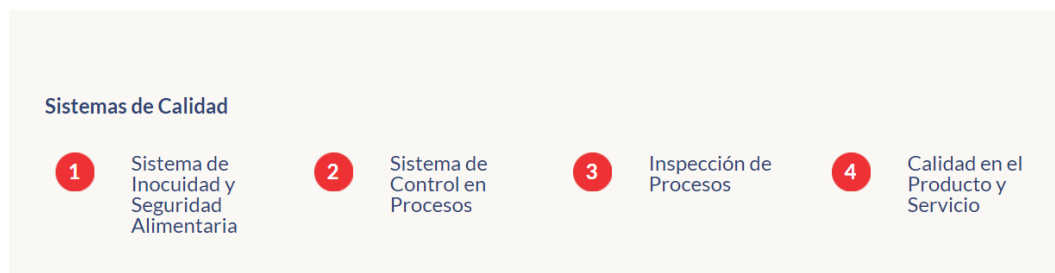 Sistemas de Calidad
1
Sistema de
Inocuidad y
Seguridad
Alimentaria
2
Sistema de
Control en
Procesos
3
Inspección de
Procesos
4
Calidad en el
Producto y
Servicio